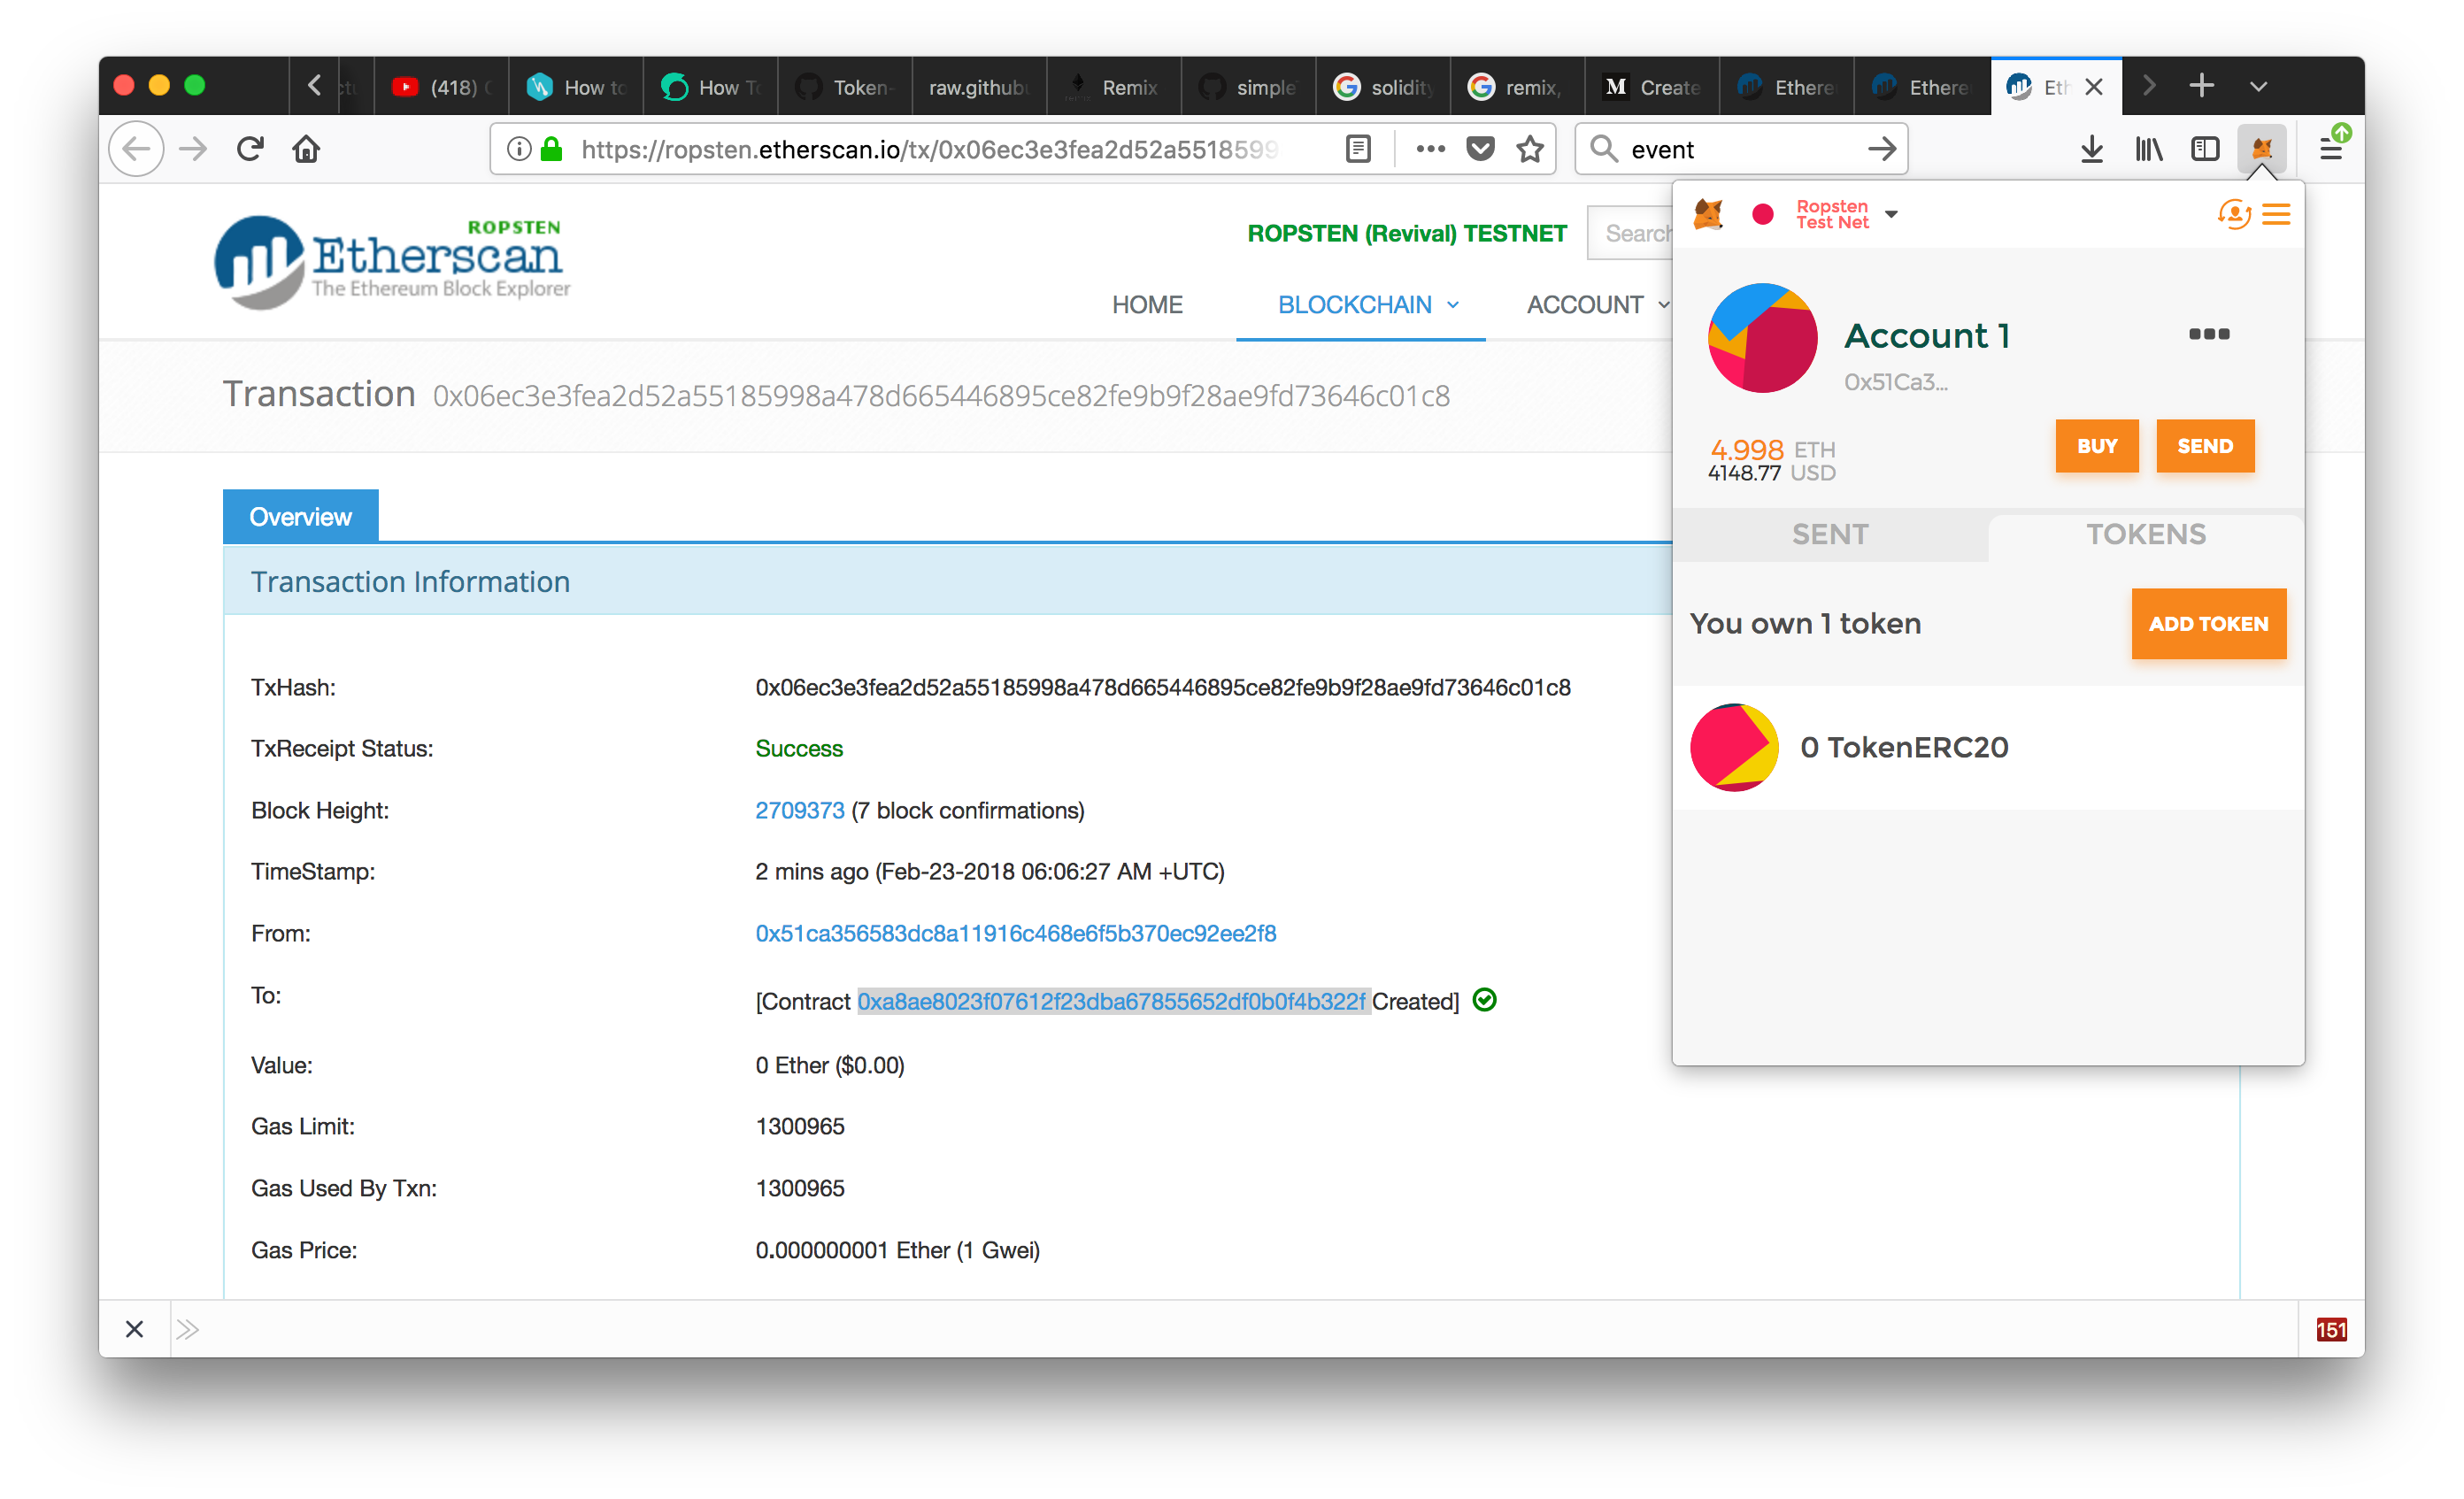 (418)
How to
How T
Token-
raw.github
Remix
simple
solidity
remix,
Create
Ethere
Ethere
Eth
https://ropsten.etherscan.io/tx/0x06ec3e3fea2d52a5518599
event
ROPSTEN
Etherscan
The Ethereum Block Explorer
ROPSTEN (Revival) TESTNET
Search
HOME
BLOCKCHAIN
ACCOUNT
Transaction 0x06ec3e3fea2d52a55185998a478d665446895ce82fe9b9f28ae9fd73646c01c8
Overview
Transaction Information
TxHash: 0x06ec3e3fea2d52a55185998a478d665446895ce82fe9b9f28ae9fd73646c01c8
TxReceipt Status: Success
Block Height: 2709373 (7 block confirmations)
TimeStamp: 2 mins ago (Feb-23-2018 06:06:27 AM +UTC)
From: 0x51ca356583dc8a11916c468e6f5b370ec92ee2f8
To: [Contract 0xa8ae8023f07612f23dba67855652df0b0f4b322f Created]
Value: 0 Ether ($0.00)
Gas Limit: 1300965
Gas Used By Txn: 1300965
Gas Price: 0.000000001 Ether (1 Gwei)
Ropsten
Test Net
Account 1
0x51Ca3...
4.998 ETH
4148.77 USD
BUY
SEND
SENT
TOKENS
You own 1 token
ADD TOKEN
0 TokenERC20
151